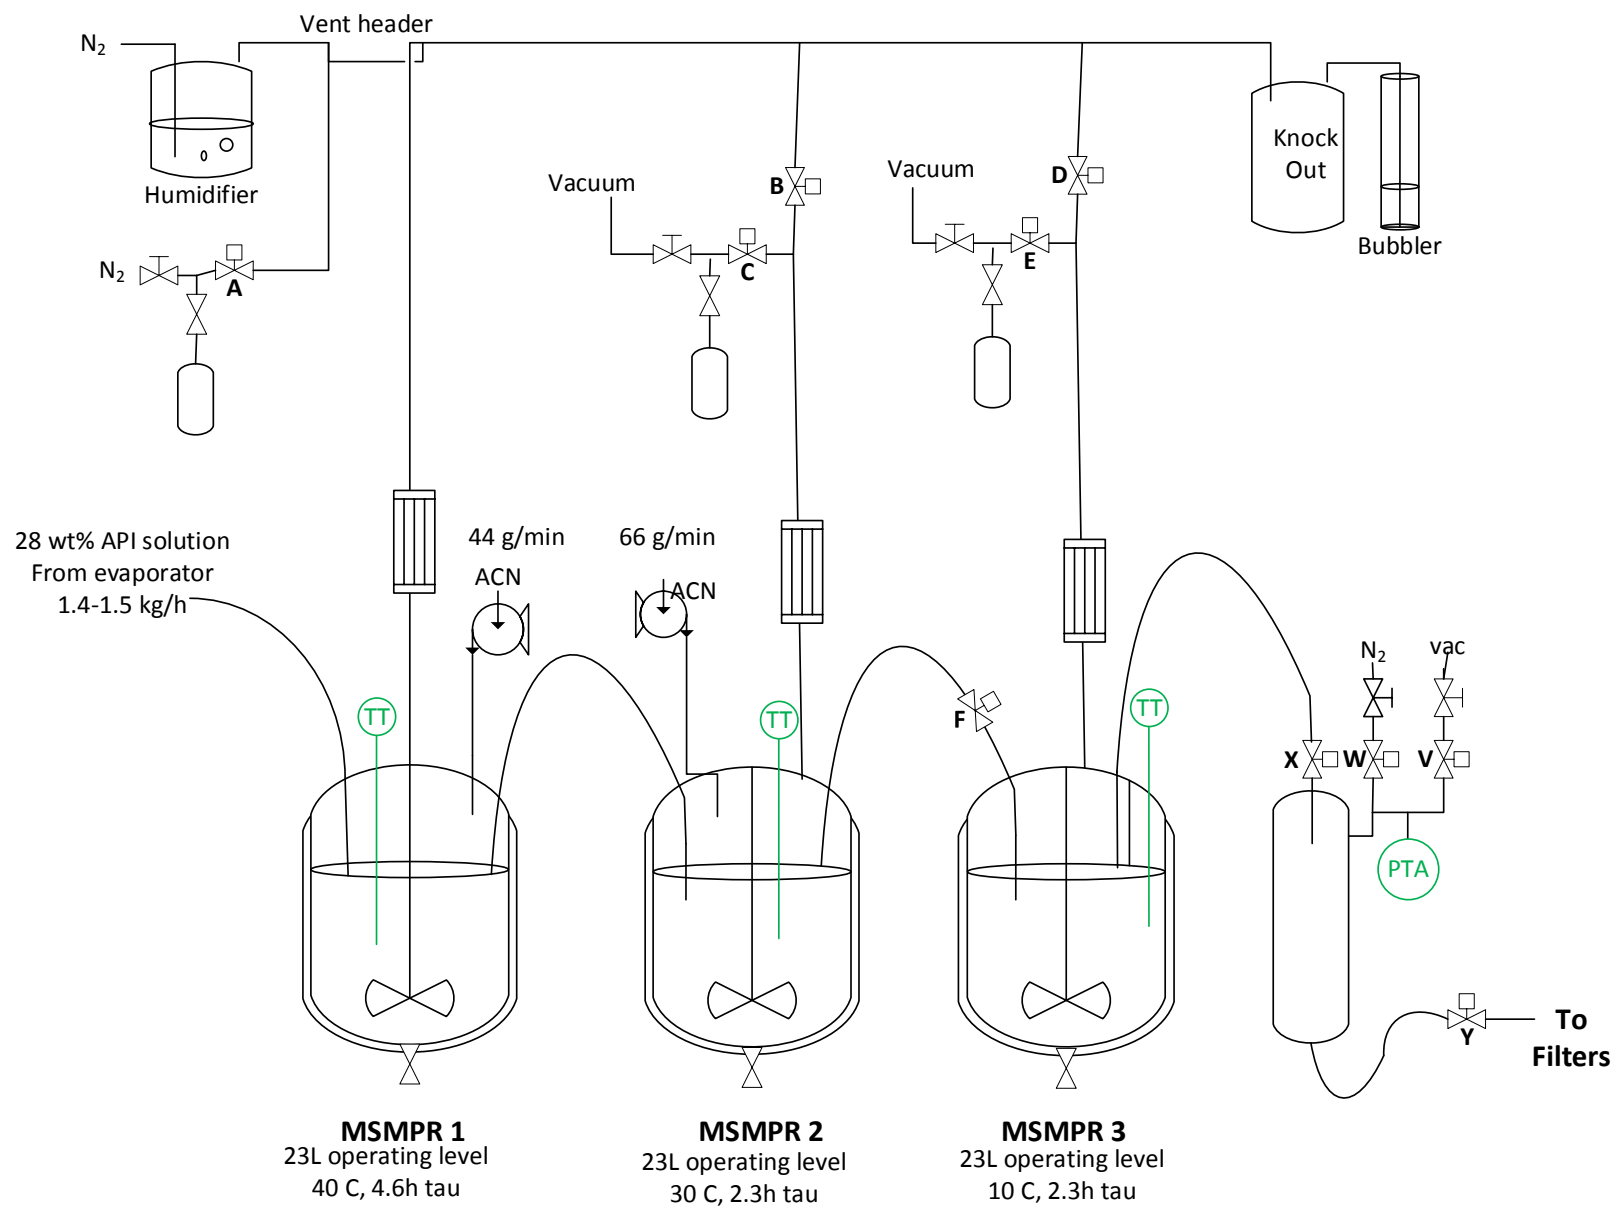 Vent header
N2
Humidifier
N2
A
Vacuum
B
C
Vacuum
D
E
Knock
Out
Bubbler
28 wt% API solution
From evaporator
1.4-1.5 kg/h
44 g/min
ACN
66 g/min
ACN
TT
TT
F
TT
N2
vac
X
W
V
PTA
Y
To
Filters
MSMPR 1
23L operating level
40 C, 4.6h tau
MSMPR 2
23L operating level
30 C, 2.3h tau
MSMPR 3
23L operating level
10 C, 2.3h tau